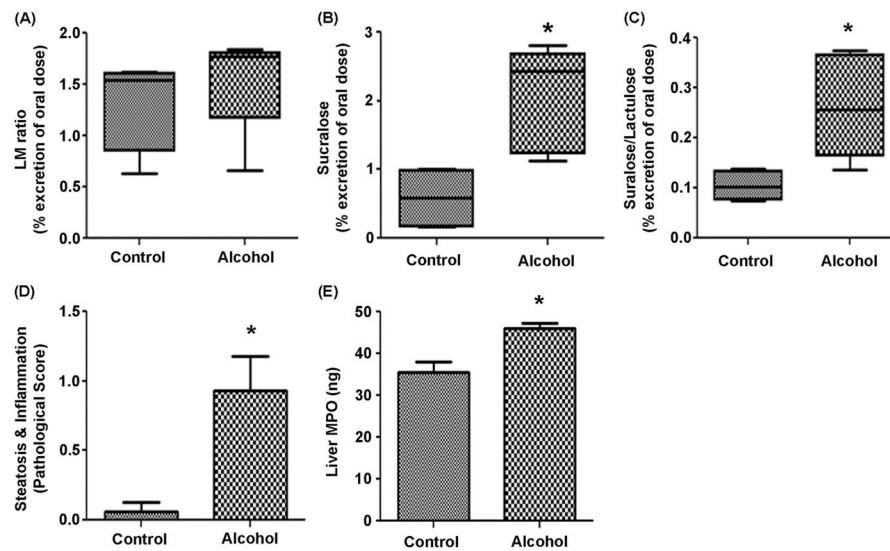 (A)
LM ratio
(% excretion of oral dose)
2.0
1.5
1.0
0.5
0.0
Control Alcohol
(B)
Sucralose
(% excretion of oral dose)
3
2
1
0
*
Control Alcohol
(C)
Suralose/Lactulose
(% excretion of oral dose)
0.4
0.3
0.2
0.1
0.0
*
Control Alcohol
(D)
Steatosis & Inflammation
(Pathological Score)
1.5
1.0
0.5
0.0
*
Control Alcohol
(E)
Liver MPO (ng)
50
40
30
20
10
0
*
Control Alcohol